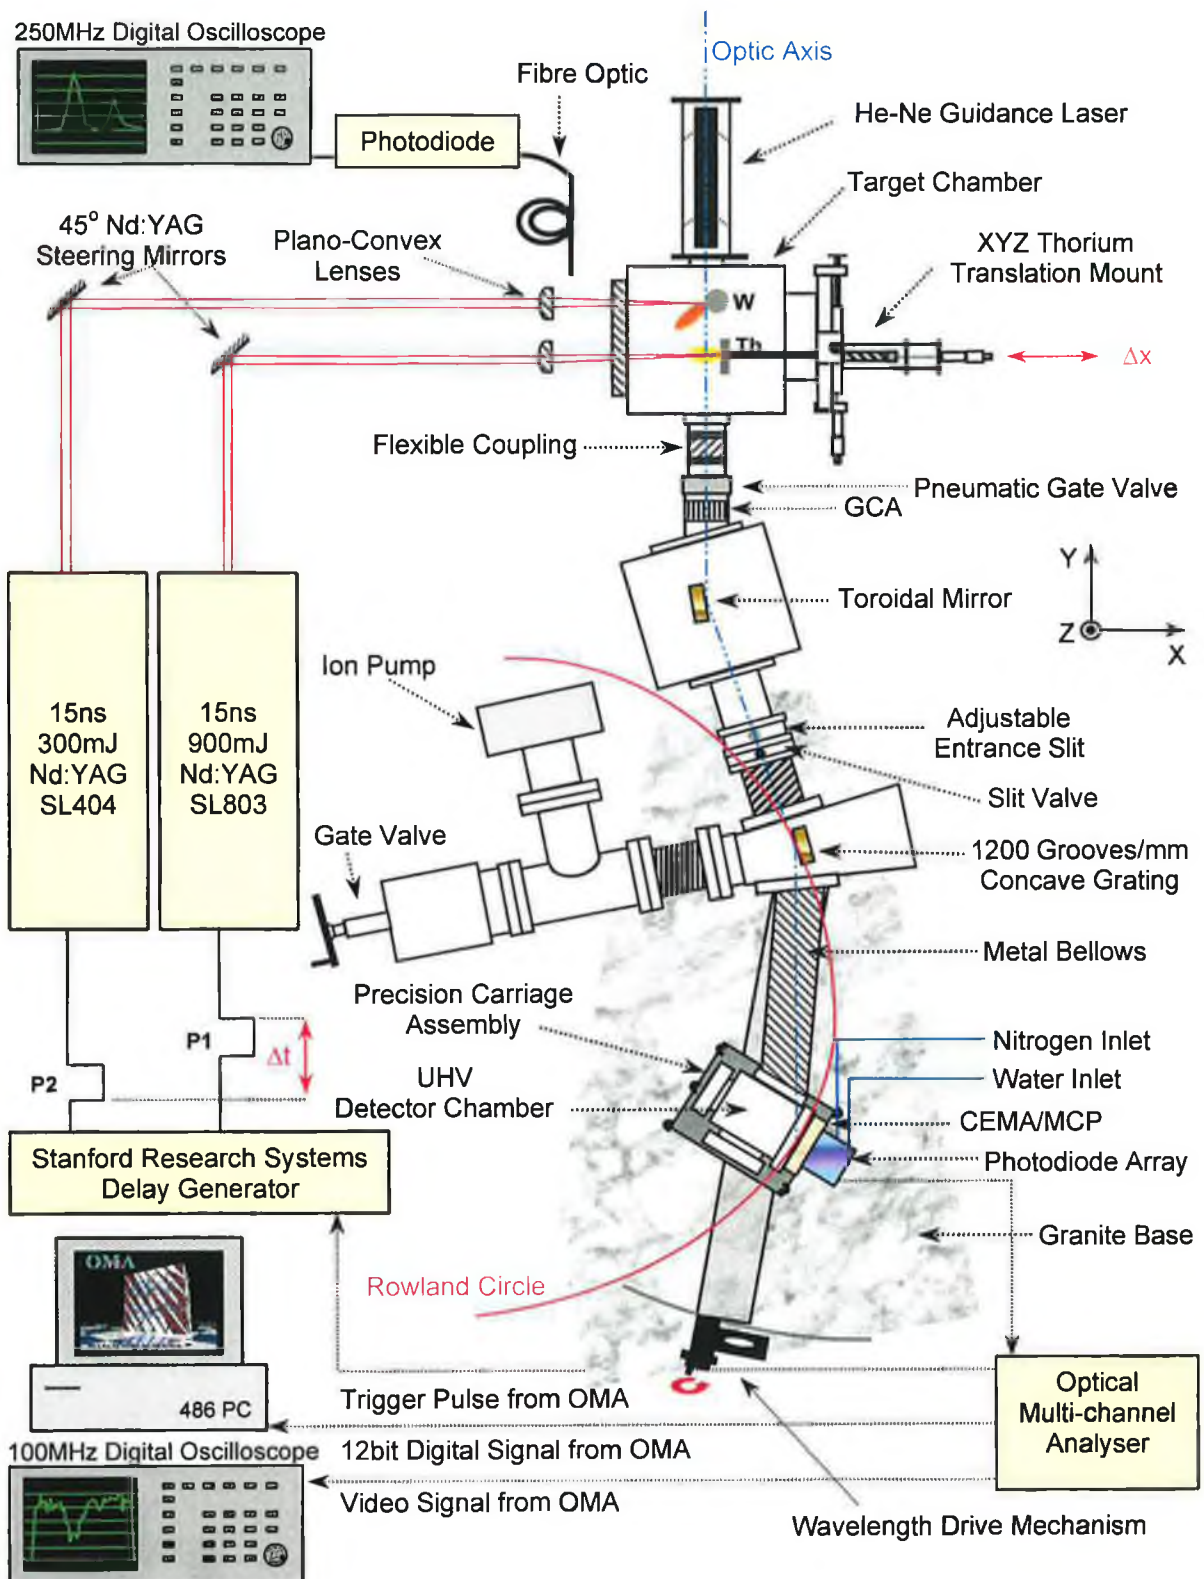 250MHz Digital Oscilloscope
Optic Axis
Fibre Optic
He-Ne Guidance Laser
Photodiode
Target Chamber
45° Nd:YAG
Steering Mirrors
Plano-Convex
Lenses
XYZ Thorium
Translation Mount
W
Th
Δx
Flexible Coupling
Pneumatic Gate Valve
GCA
Toroidal Mirror
Y
Z
X
Ion Pump
15ns
300mJ
Nd:YAG
SL404
15ns
900mJ
Nd:YAG
SL803
Adjustable
Entrance Slit
Slit Valve
Gate Valve
1200 Grooves/mm
Concave Grating
Metal Bellows
Precision Carriage
Assembly
P1
Δt
P2
Nitrogen Inlet
UHV
Detector Chamber
Water Inlet
CEMA/MCP
Photodiode Array
Stanford Research Systems
Delay Generator
Granite Base
OMA
Rowland Circle
486 PC
Trigger Pulse from OMA
Optical
Multi-channel
Analyser
12bit Digital Signal from OMA
100MHz Digital Oscilloscope
Video Signal from OMA
Wavelength Drive Mechanism